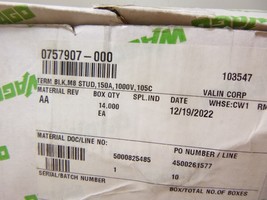 WAGO
0757907-000
103547
TERM BLK,M8 STUD,150A,1000V,105C
VALIN CORP
MATERIAL REV BOX QTY SPL.IND WHSE:CW1
AA 14.000 12/19/2022
EA
MATERIAL DOC/LINE NO: PO NUMBER / LINE
5000825485 4500261577
1 10
SERIAL/BATCH NUMBER
BOX/TOTAL NO.OF BOXES